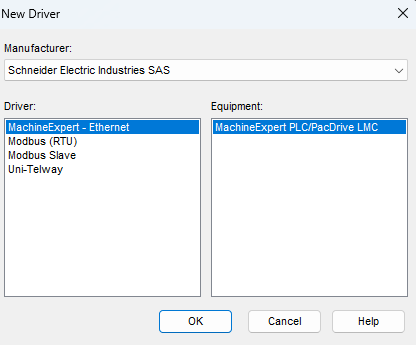 New Driver
Manufacturer:
Schneider Electric Industries SAS
Driver:
Equipment:
MachineExpert - Ethernet
MachineExpert PLC/PacDrive LMC
Modbus (RTU)
Modbus Slave
Uni-Telway
OK
Cancel
Help